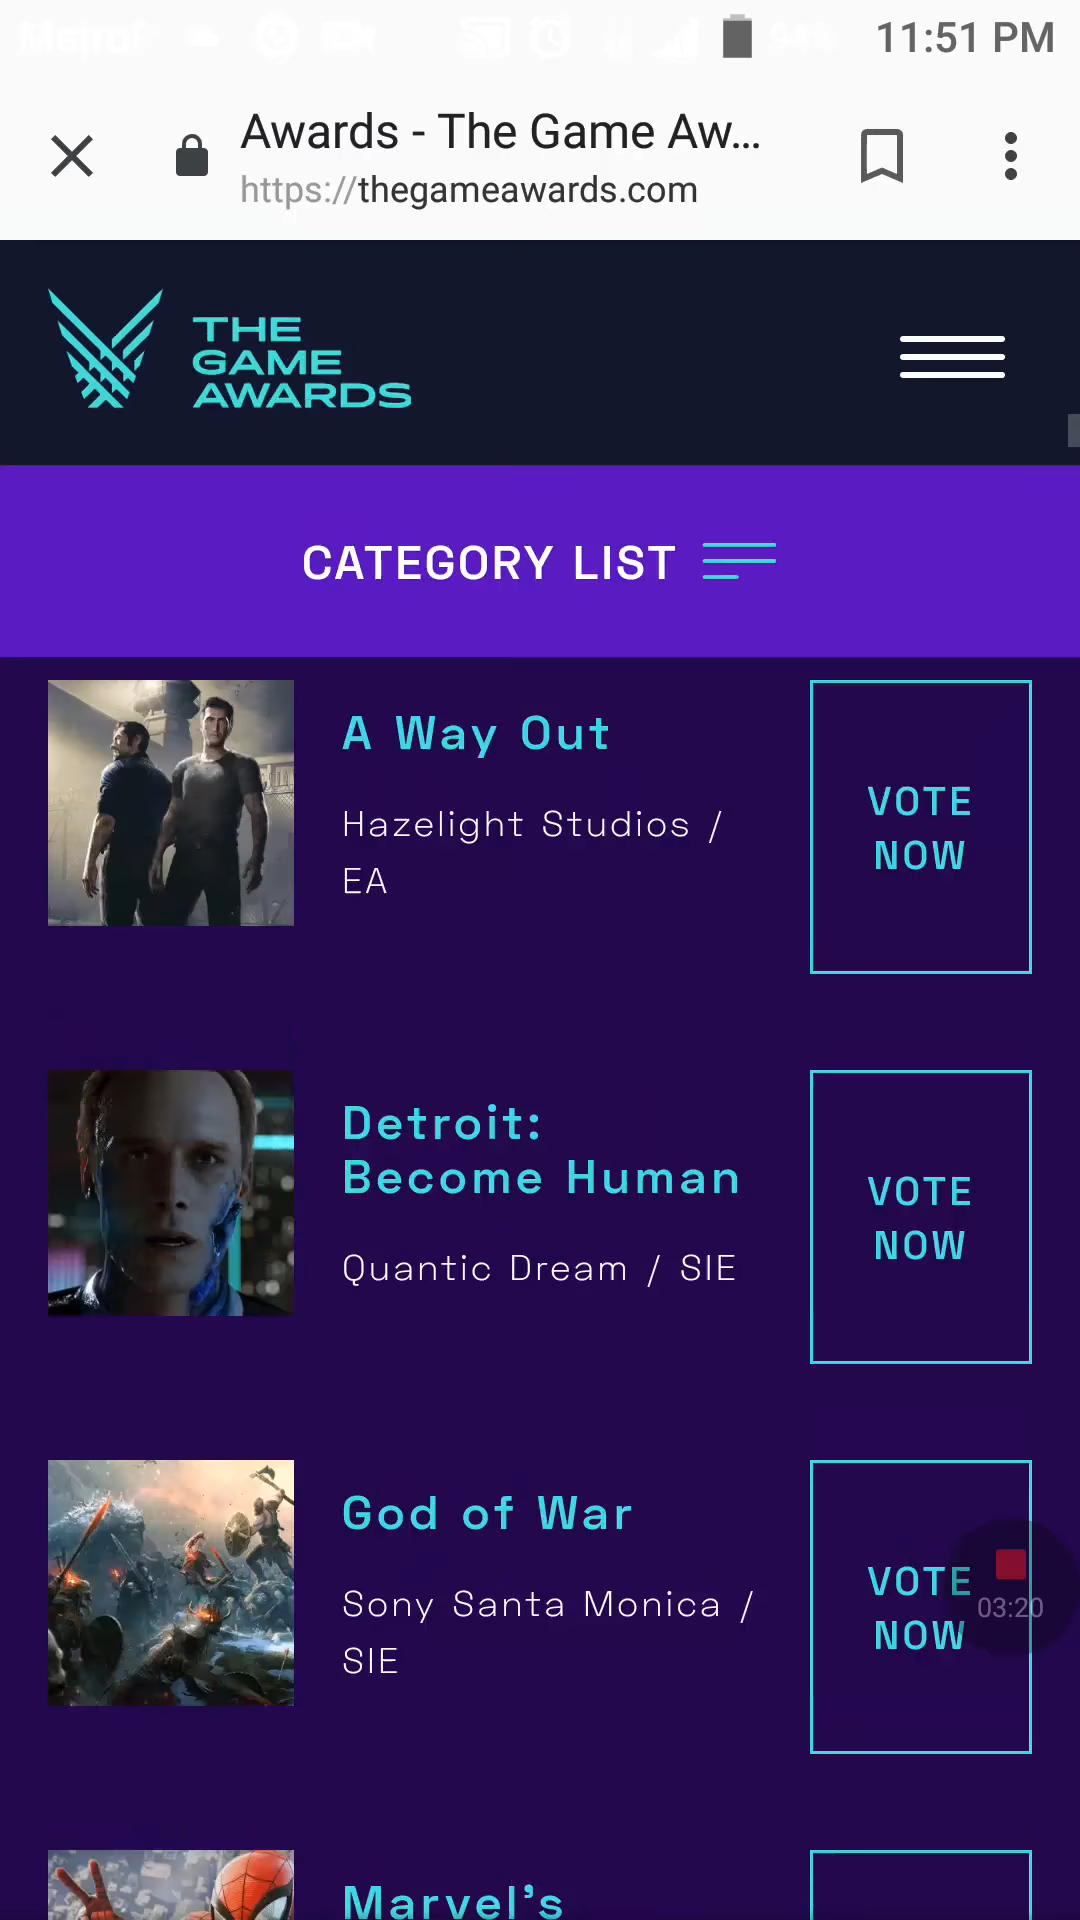 11:51 PM
Awards - The Game Aw...
https://thegameawards.com
THE
GAME
AWARDS
CATEGORY LIST
A Way Out
Hazelight Studios /
EA
VOTE
NOW
Detroit:
Become Human
Quantic Dream / SIE
VOTE
NOW
God of War
Sony Santa Monica /
SIE
VOTE
NOW
03:20
Marvel's